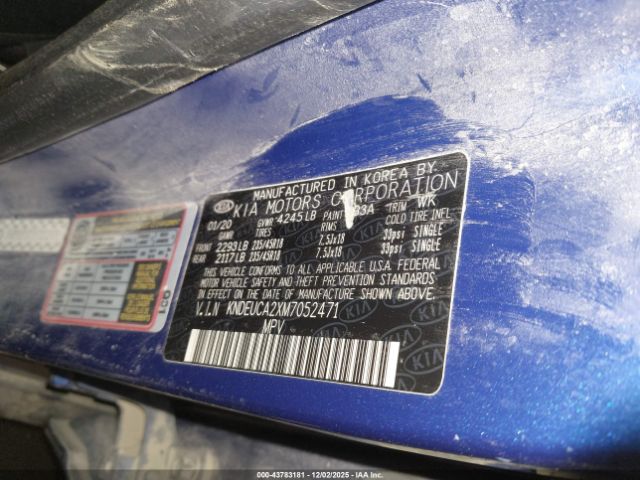 MANUFACTURED IN KOREA BY
KIA KIA MOTORS CORPORATION
01/20 GVWR 4245LB PAINT TRIM WK
GAWR TIRES RIMS COLD TIRE INFL
FRONT 2293LB 235/45R18 7.5JX18 33psi SINGLE
REAR 2117LB 235/45R18 7.5JX18 33psi SINGLE
THIS VEHICLE CONFORMS TO ALL APPLICABLE U.S.A. FEDERAL
MOTOR VEHICLE SAFETY AND THEFT PREVENTION STANDARDS
IN EFFECT ON THE DATE OF MANUFACTURE SHOWN ABOVE.
V.I.N KNDEUCA2XM7052471
MPV
000-43783181 - 12/02/2025 - IAA Inc.